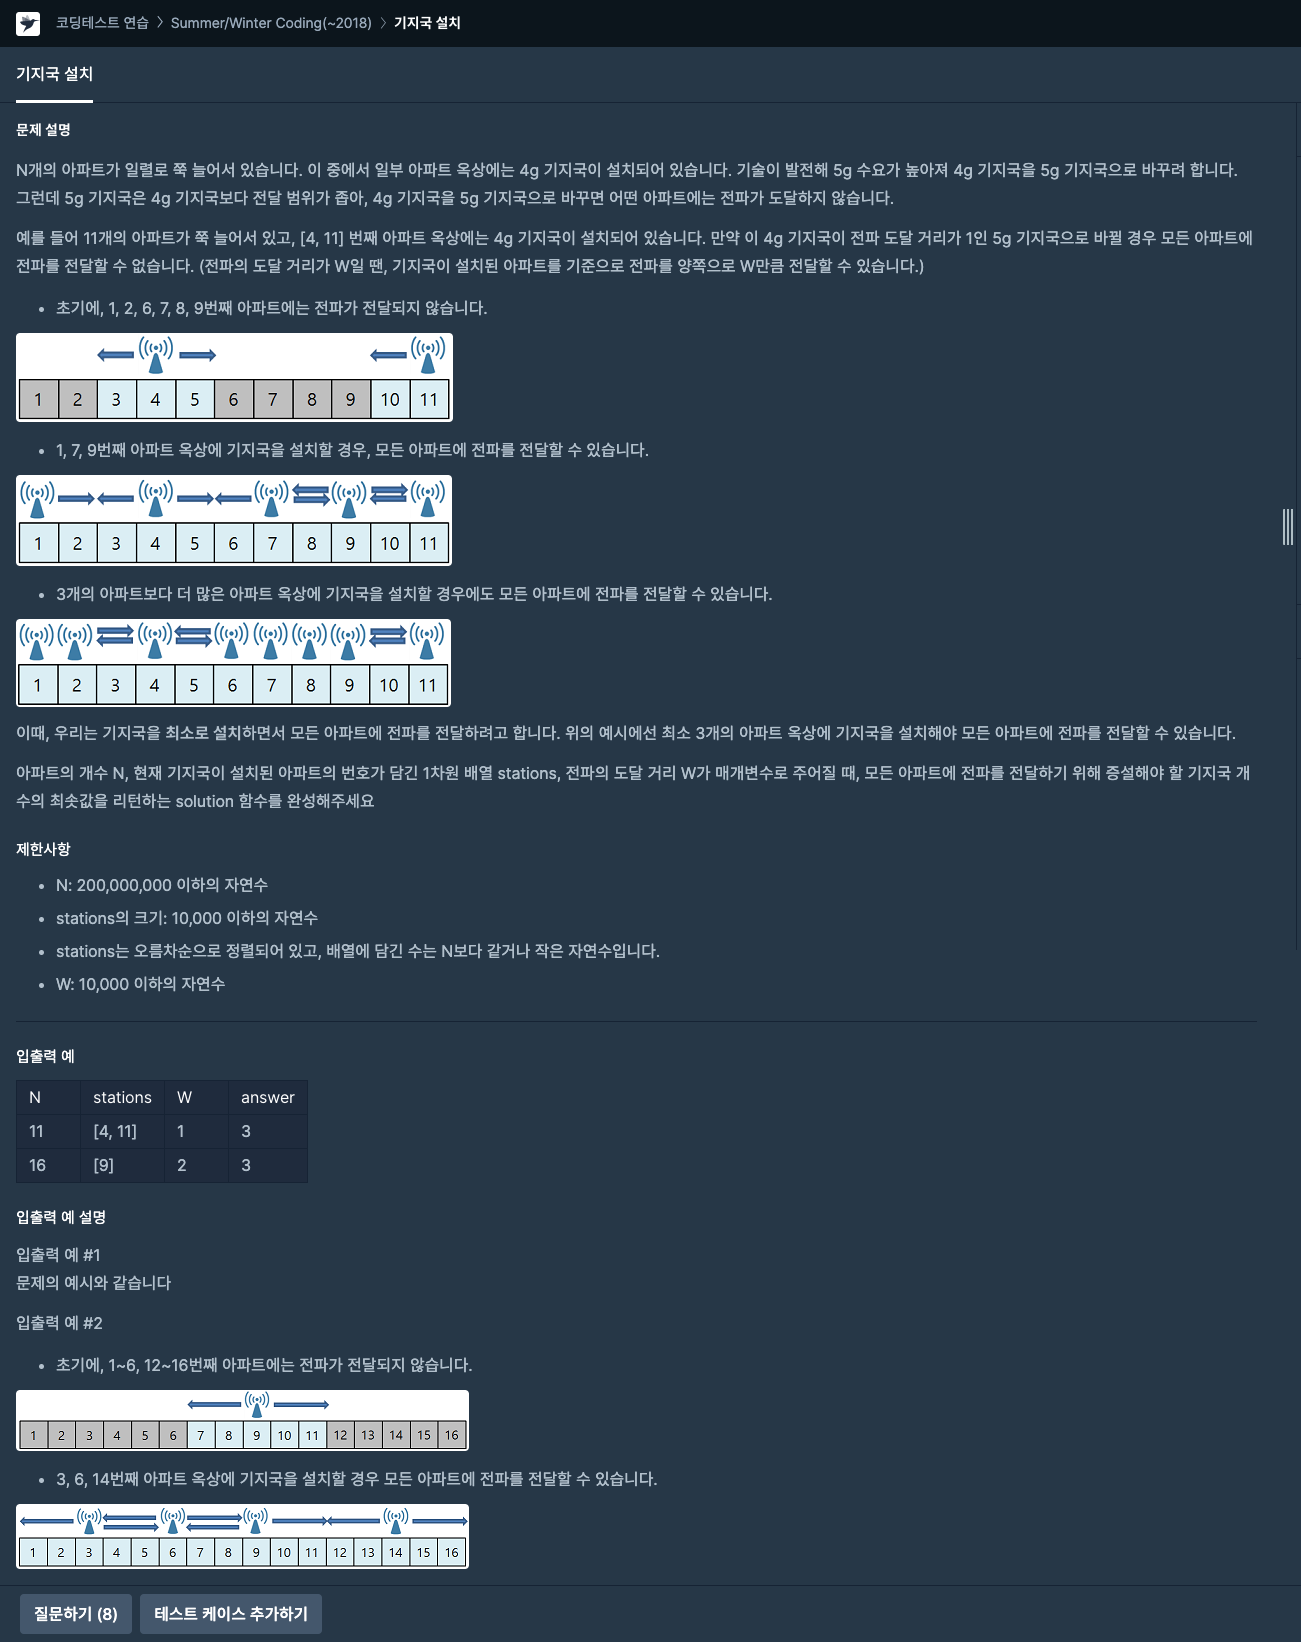 코딩테스트 연습 > Summer/Winter Coding(~2018) > 기지국 설치
기지국 설치
문제 설명
N개의 아파트가 일렬로 쭉 늘어서 있습니다. 이 중에서 일부 아파트 옥상에는 4g 기지국이 설치되어 있습니다. 기술이 발전해 5g 수요가 높아져 4g 기지국을 5g 기지국으로 바꾸려 합니다.
그런데 5g 기지국은 4g 기지국보다 전달 범위가 좁아, 4g 기지국을 5g 기지국으로 바꾸면 어떤 아파트에는 전파가 도달하지 않습니다.
예를 들어 11개의 아파트가 쭉 늘어서 있고, [4, 11] 번째 아파트 옥상에는 4g 기지국이 설치되어 있습니다. 만약 이 4g 기지국이 전파 도달 거리가 1인 5g 기지국으로 바뀔 경우 모든 아파트에
전파를 전달할 수 없습니다. (전파의 도달 거리가 W일 땐, 기지국이 설치된 아파트를 기준으로 전파를 양쪽으로 W만큼 전달할 수 있습니다.)
• 초기에, 1, 2, 6, 7, 8, 9번째 아파트에는 전파가 전달되지 않습니다.
1 2 3 4 5 6 7 8 9 10 11
• 1, 7, 9번째 아파트 옥상에 기지국을 설치할 경우, 모든 아파트에 전파를 전달할 수 있습니다.
1 2 3 4 5 6 7 8 9 10 11
• 3개의 아파트보다 더 많은 아파트 옥상에 기지국을 설치할 경우에도 모든 아파트에 전파를 전달할 수 있습니다.
1 2 3 4 5 6 7 8 9 10 11
이때, 우리는 기지국을 최소로 설치하면서 모든 아파트에 전파를 전달하려고 합니다. 위의 예시에선 최소 3개의 아파트 옥상에 기지국을 설치해야 모든 아파트에 전파를 전달할 수 있습니다.
아파트의 개수 N, 현재 기지국이 설치된 아파트의 번호가 담긴 1차원 배열 stations, 전파의 도달 거리 W가 매개변수로 주어질 때, 모든 아파트에 전파를 전달하기 위해 증설해야 할 기지국 개
수의 최솟값을 리턴하는 solution 함수를 완성해주세요
제한사항
• N: 200,000,000 이하의 자연수
• stations의 크기: 10,000 이하의 자연수
• stations는 오름차순으로 정렬되어 있고, 배열에 담긴 수는 N보다 같거나 작은 자연수입니다.
• W: 10,000 이하의 자연수
입출력 예
N stations W answer
11 [4, 11] 1 3
16 [9] 2 3
입출력 예 설명
입출력 예 #1
문제의 예시와 같습니다
입출력 예 #2
• 초기에, 1~6, 12~16번째 아파트에는 전파가 전달되지 않습니다.
1 2 3 4 5 6 7 8 9 10 11 12 13 14 15 16
• 3, 6, 14번째 아파트 옥상에 기지국을 설치할 경우 모든 아파트에 전파를 전달할 수 있습니다.
1 2 3 4 5 6 7 8 9 10 11 12 13 14 15 16
질문하기 (8) 테스트 케이스 추가하기